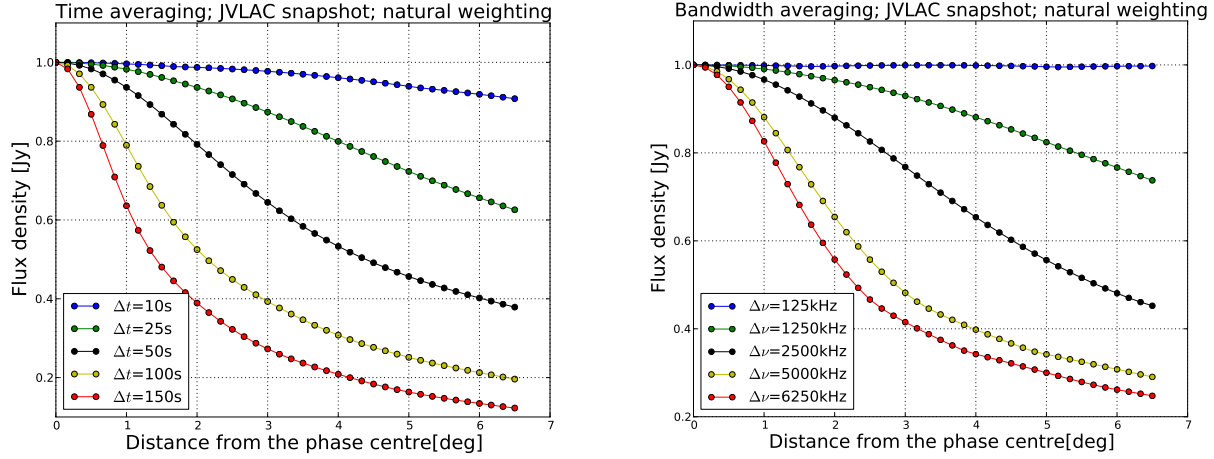 Time averaging; JVLAC snapshot; natural weighting
Flux density [Jy]
1.0
0.8
0.6
0.4
0.2
Δt=10s
Δt=25s
Δt=50s
Δt=100s
Δt=150s
0 1 2 3 4 5 6 7
Distance from the phase centre[deg]
Bandwidth averaging; JVLAC snapshot; natural weighting
Flux density [Jy]
1.0
0.8
0.6
0.4
0.2
Δν=125kHz
Δν=1250kHz
Δν=2500kHz
Δν=5000kHz
Δν=6250kHz
0 1 2 3 4 5 6 7
Distance from the phase centre[deg]